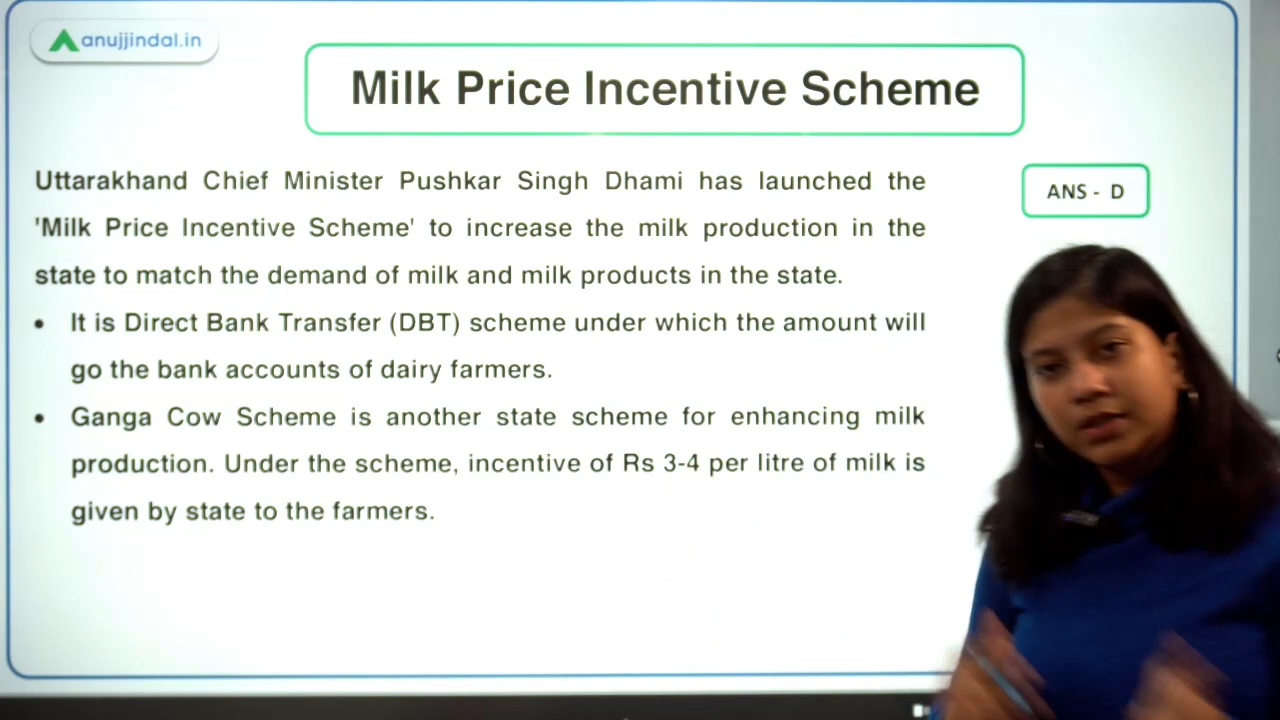 anujjindal.in
Milk Price Incentive Scheme
Uttarakhand Chief Minister Pushkar Singh Dhami has launched the
'Milk Price Incentive Scheme' to increase the milk production in the
state to match the demand of milk and milk products in the state.
• It is Direct Bank Transfer (DBT) scheme under which the amount will
go the bank accounts of dairy farmers.
• Ganga Cow Scheme is another state scheme for enhancing milk
production. Under the scheme, incentive of Rs 3-4 per litre of milk is
given by state to the farmers.
ANS - D